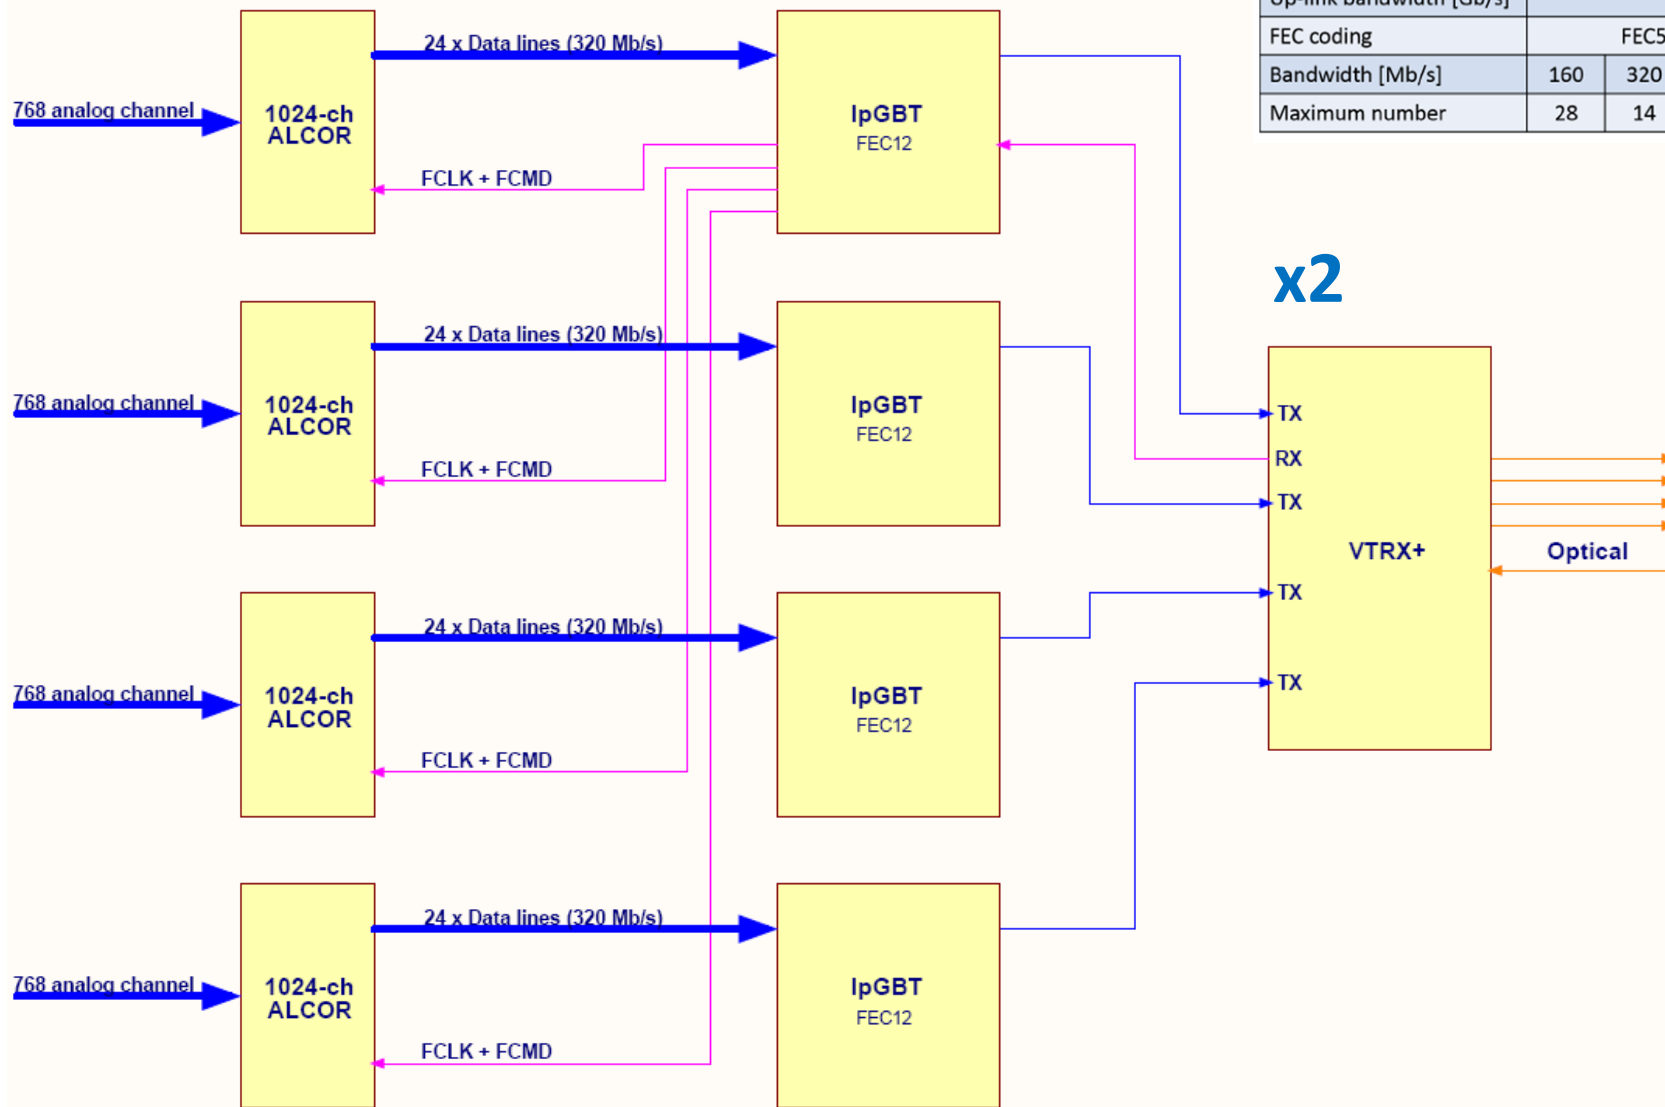 Up-link bandwidth [Gb/s]
FEC coding FEC5
Bandwidth [Mb/s] 160 320
Maximum number 28 14
768 analog channel
1024-ch
ALCOR
24 x Data lines (320 Mb/s)
FCLK + FCMD
lpGBT
FEC12
768 analog channel
1024-ch
ALCOR
24 x Data lines (320 Mb/s)
FCLK + FCMD
lpGBT
FEC12
768 analog channel
1024-ch
ALCOR
24 x Data lines (320 Mb/s)
FCLK + FCMD
lpGBT
FEC12
768 analog channel
1024-ch
ALCOR
24 x Data lines (320 Mb/s)
FCLK + FCMD
lpGBT
FEC12
x2
TX
RX
TX
VTRX+
TX
TX
Optical